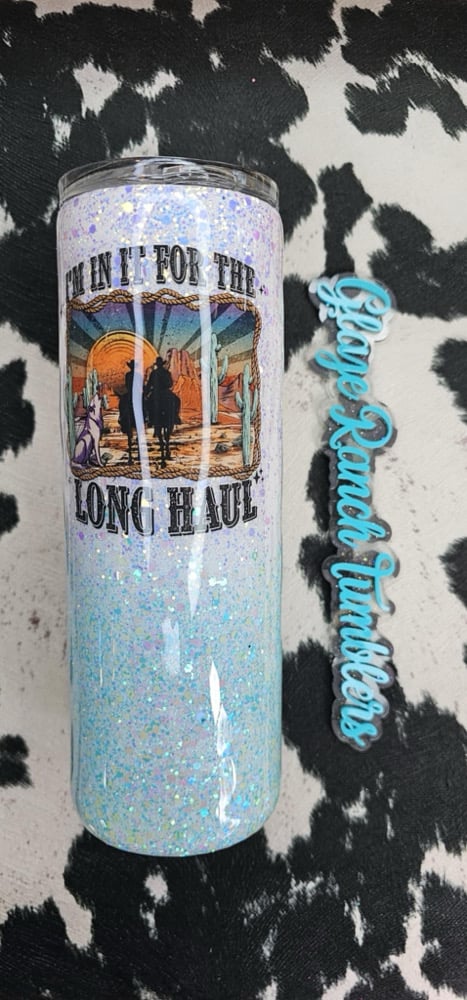 I'M IN IT FOR THE
LONG HAUL
Glaze Ranch Tumblers